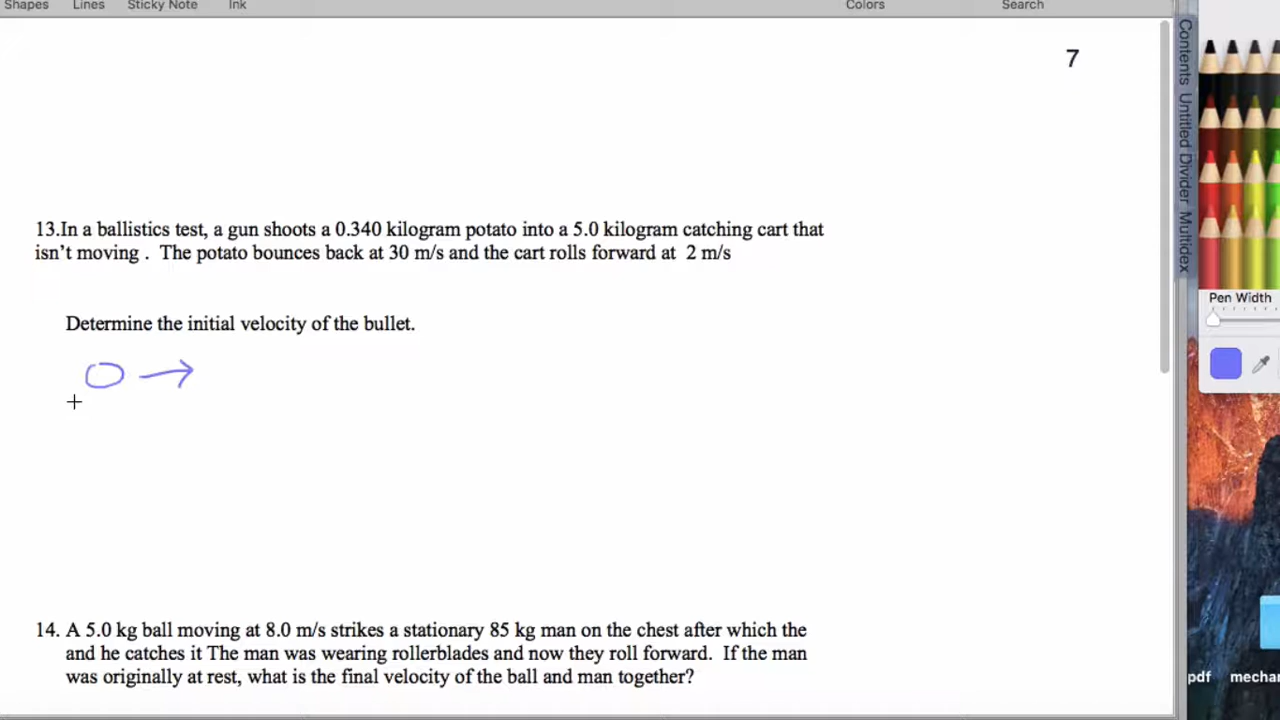 Shapes Lines Sticky Note Ink Colors Search
7
13.In a ballistics test, a gun shoots a 0.340 kilogram potato into a 5.0 kilogram catching cart that
isn't moving . The potato bounces back at 30 m/s and the cart rolls forward at 2 m/s
Determine the initial velocity of the bullet.
14. A 5.0 kg ball moving at 8.0 m/s strikes a stationary 85 kg man on the chest after which the
and he catches it The man was wearing rollerblades and now they roll forward. If the man
was originally at rest, what is the final velocity of the ball and man together?
Contents Untitled Divider Multidex
Pen Width
pdf mecha